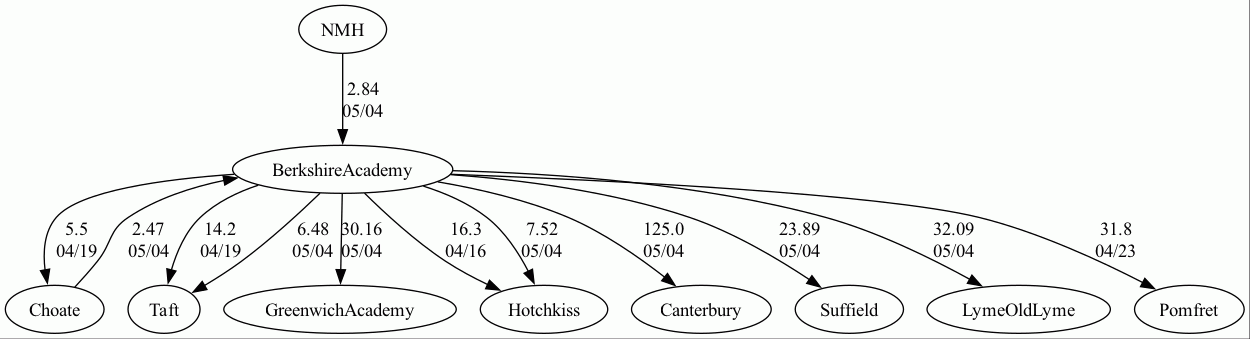 NMH
2.84
05/04
BerkshireAcademy
5.5
04/19
2.47
05/04
14.2
04/19
6.48
05/04
30.16
05/04
16.3
04/16
7.52
05/04
125.0
05/04
23.89
05/04
32.09
05/04
31.8
04/23
Choate
Taft
GreenwichAcademy
Hotchkiss
Canterbury
Suffield
LymeOldLyme
Pomfret